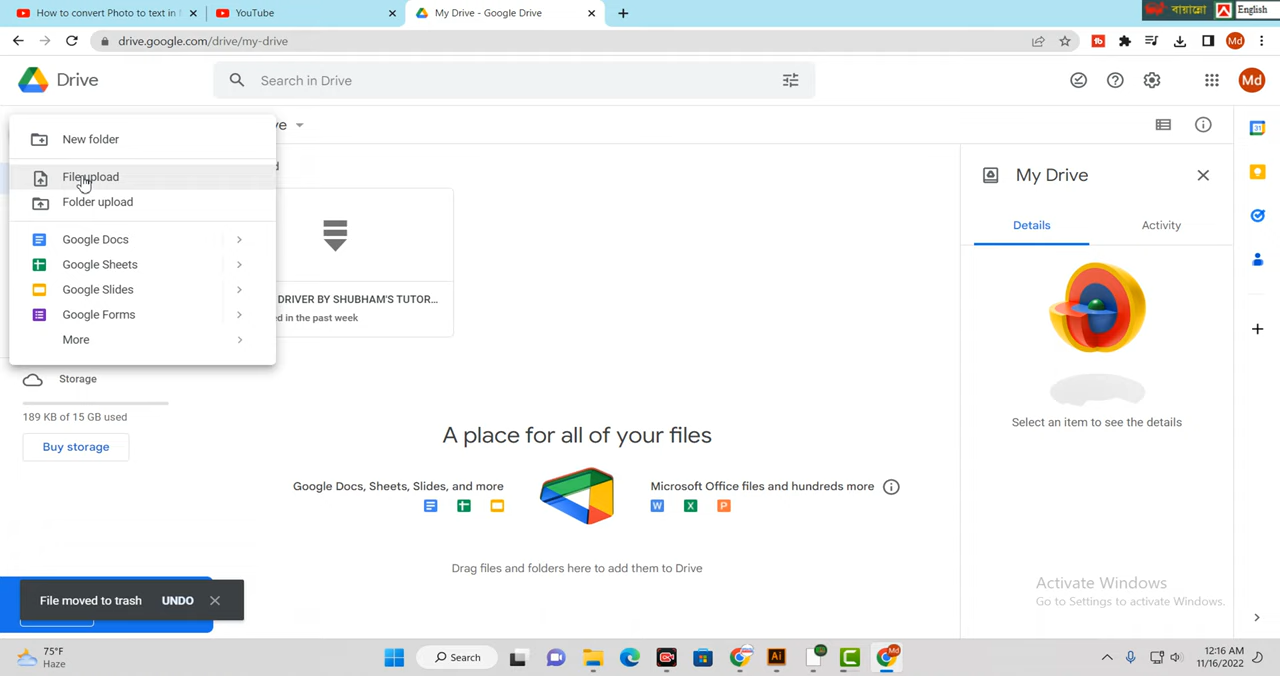 How to convert Photo to text in
YouTube
My Drive - Google Drive
বায়ান্নো
English
drive.google.com/drive/my-drive
Md
Drive
Search in Drive
Md
New folder
File upload
Folder upload
Google Docs
Google Sheets
Google Slides
Google Forms
More
DRIVER BY SHUBHAM'S TUTOR...
ed in the past week
My Drive
Details
Activity
Select an item to see the details
Storage
189 KB of 15 GB used
Buy storage
A place for all of your files
Google Docs, Sheets, Slides, and more
Microsoft Office files and hundreds more
W X P
Drag files and folders here to add them to Drive
File moved to trash UNDO
Activate Windows
Go to Settings to activate Windows.
75°F
Haze
Search
Ai
C
Md
12:16 AM
11/16/2022